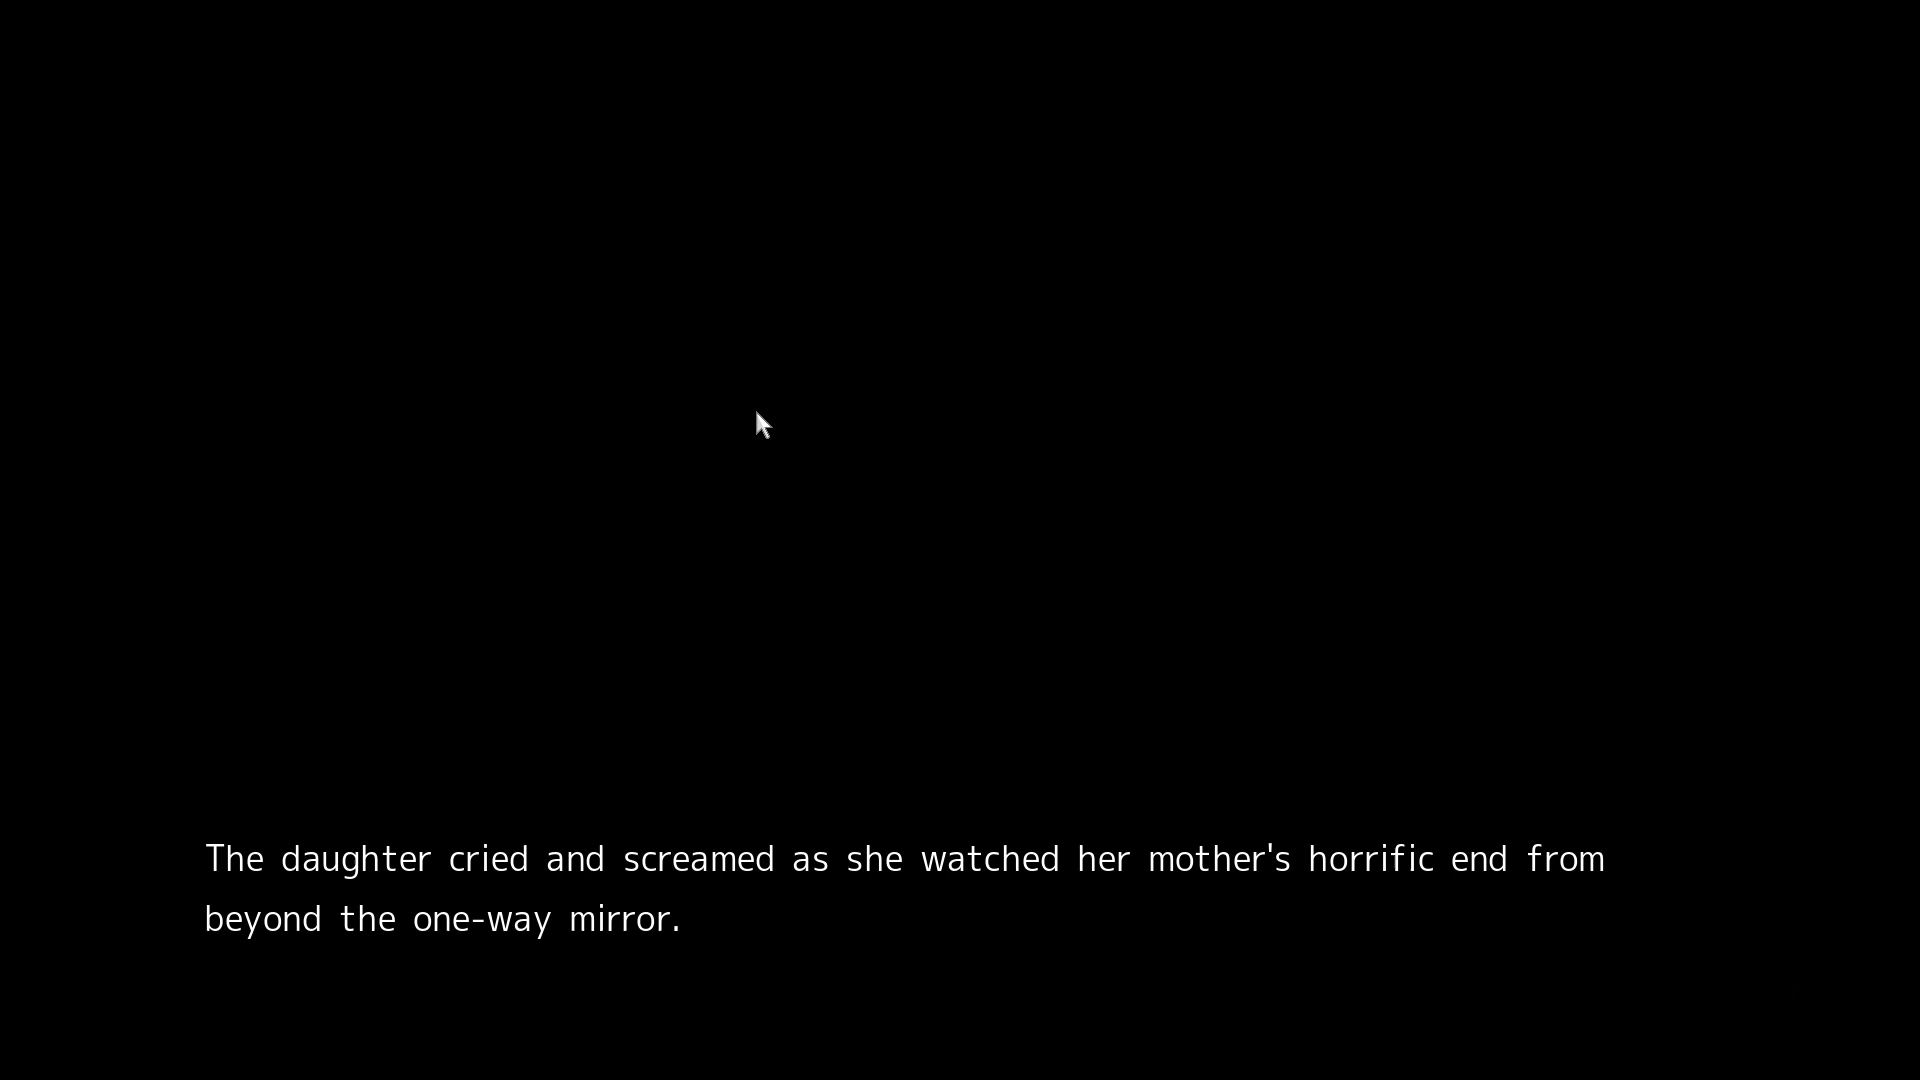 The daughter cried and screamed as she watched her mother's horrific end from
beyond the one-way mirror.